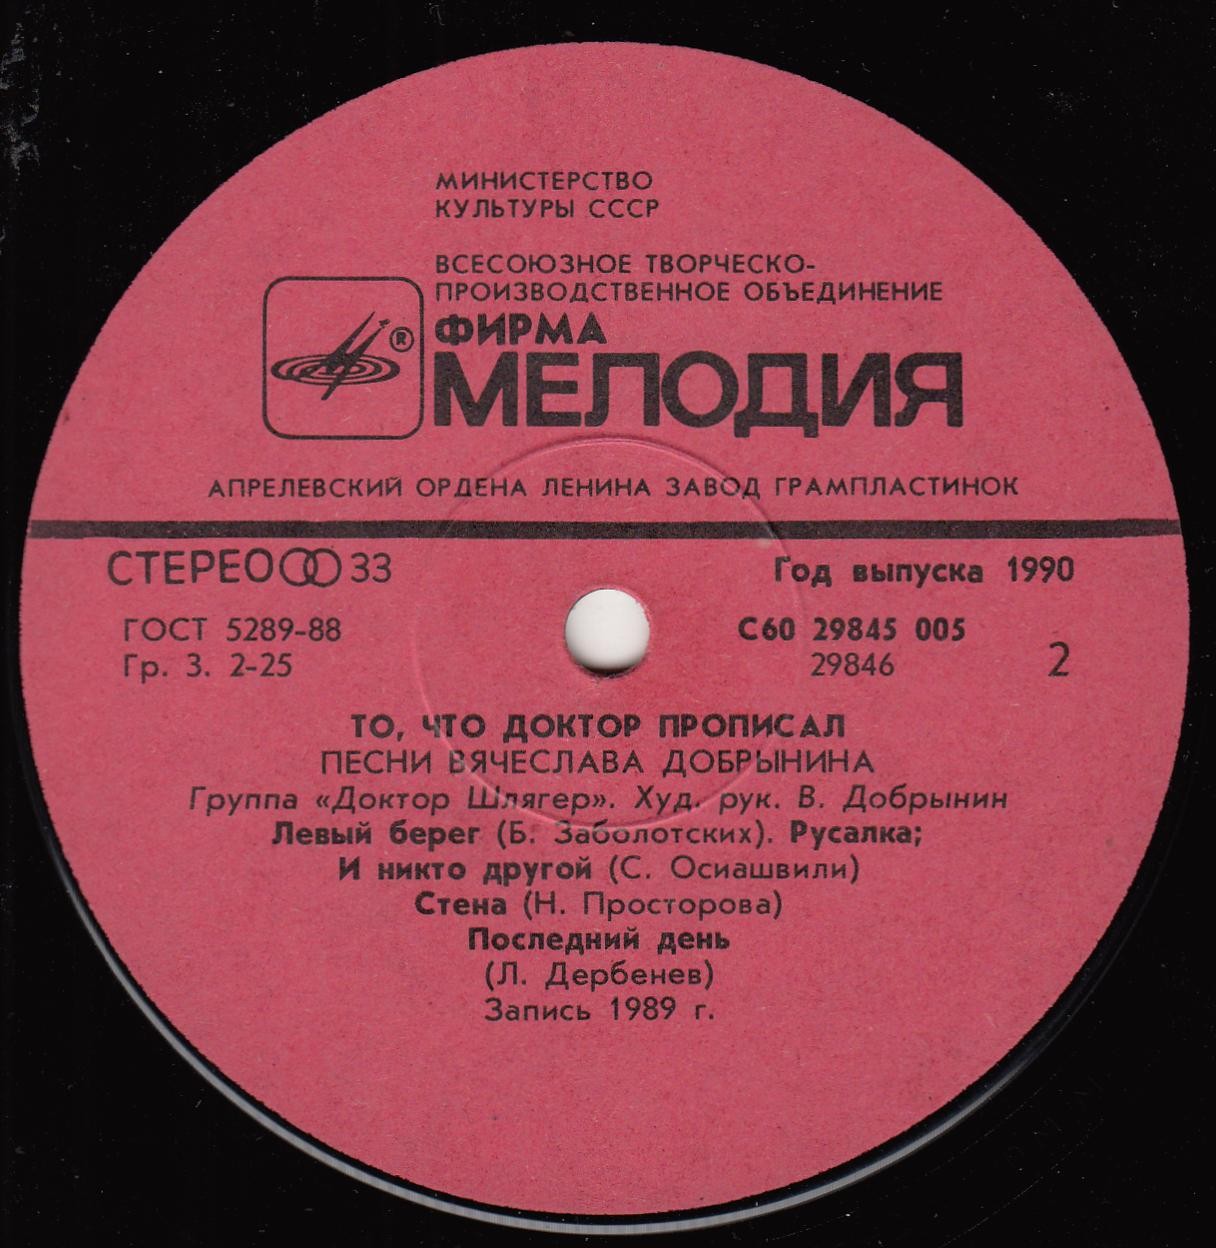 МИНИСТЕРСТВО
КУЛЬТУРЫ СССР
ВСЕСОЮЗНОЕ ТВОРЧЕСКО-
ПРОИЗВОДСТВЕННОЕ ОБЪЕДИНЕНИЕ
ФИРМА
®
МЕЛОДИЯ
АПРЕЛЕВСКИЙ ОРДЕНА ЛЕНИНА ЗАВОД ГРАМПЛАСТИНОК
СТЕРЕО 33
Год выпуска 1990
ГОСТ 5289-88
С60 29845 005
Гр. 3. 2-25
29846
2
ТО, ЧТО ДОКТОР ПРОПИСАЛ
ПЕСНИ ВЯЧЕСЛАВА ДОБРЫНИНА
Группа «Доктор Шлягер». Худ. рук. В. Добрынин
Левый берег (Б. Заболотских). Русалка;
И никто другой (С. Осиашвили)
Стена (Н. Просторова)
Последний день
(Л. Дербенев)
Запись 1989 г.